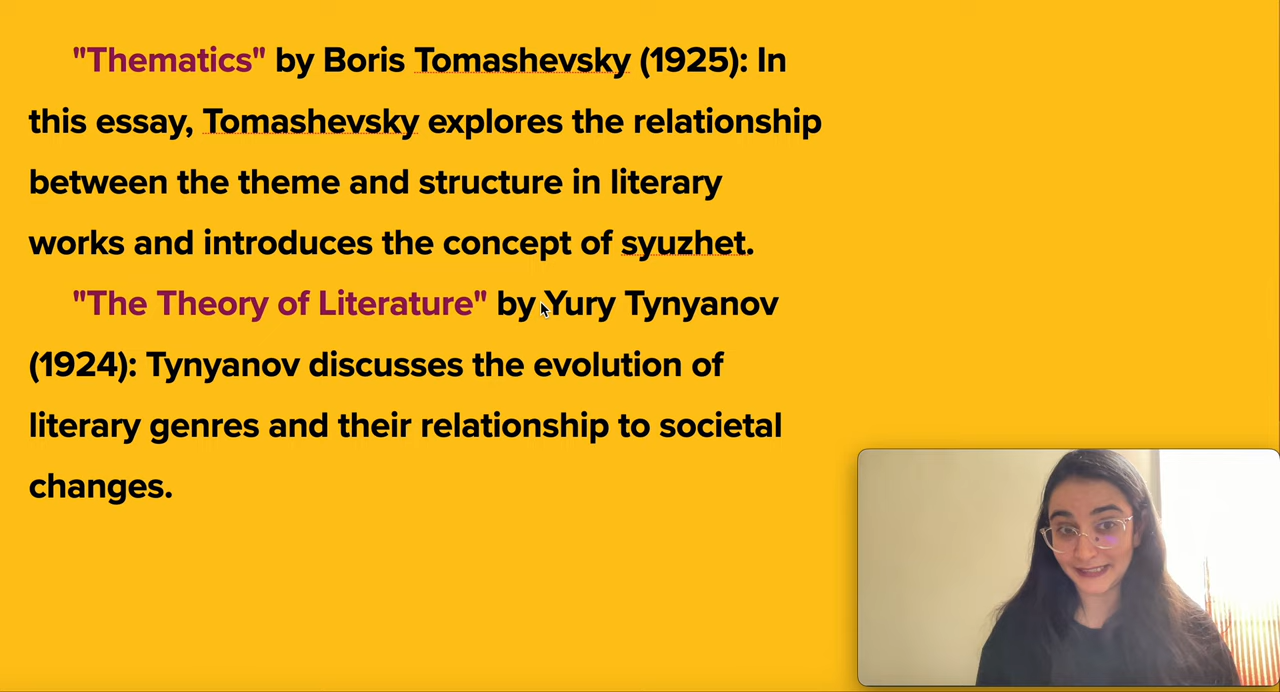 "Thematics" by Boris Tomashevsky (1925): In
this essay, Tomashevsky explores the relationship
between the theme and structure in literary
works and introduces the concept of syuzhet.
"The Theory of Literature" by Yury Tynyanov
(1924): Tynyanov discusses the evolution of
literary genres and their relationship to societal
changes.